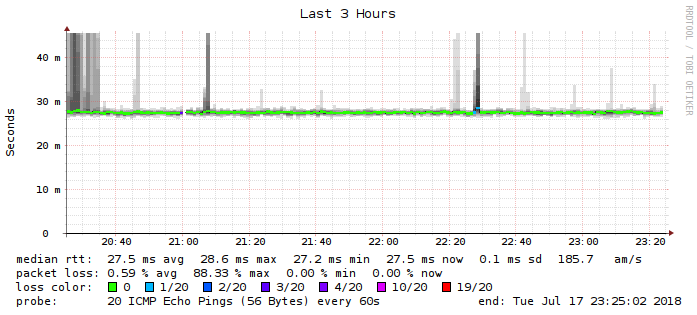 Last 3 Hours
RRDTOOL / TOBI OETIKER
Seconds
40 m
30 m
20 m
10 m
0
20:40 21:00 21:20 21:40 22:00 22:20 22:40 23:00 23:20
median rtt: 27.5 ms avg 28.6 ms max 27.2 ms min 27.5 ms now 0.1 ms sd 185.7 am/s
packet loss: 0.59 % avg 88.33 % max 0.00 % min 0.00 % now
loss color: 0 1/20 2/20 3/20 4/20 10/20 19/20
probe: 20 ICMP Echo Pings (56 Bytes) every 60s end: Tue Jul 17 23:25:02 2018